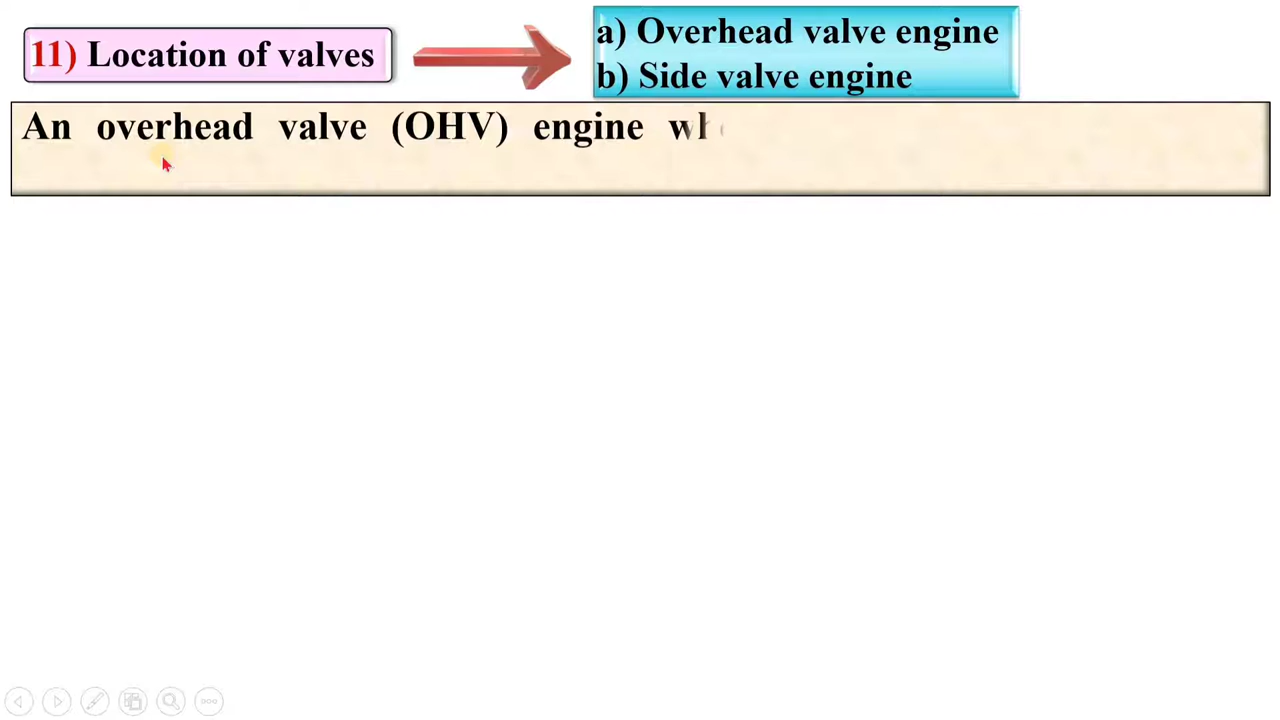 11) Location of valves
a) Overhead valve engine
b) Side valve engine
An overhead valve (OHV) engine